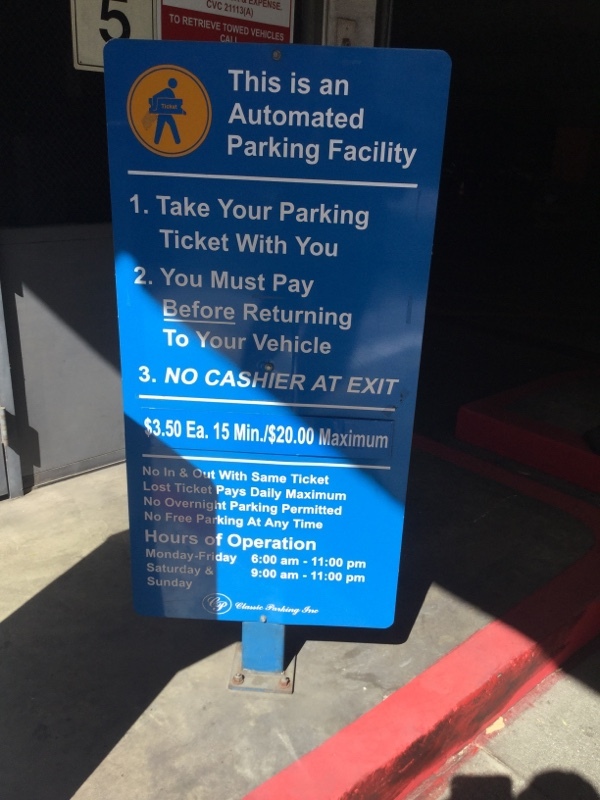 5
& EXPENSE.
CVC 21113(A)
TO RETRIEVE TOWED VEHICLES
CALL
Ticket
This is an
Automated
Parking Facility
1. Take Your Parking
Ticket With You
2. You Must Pay
Before Returning
To Your Vehicle
3. NO CASHIER AT EXIT
$3.50 Ea. 15 Min./$20.00 Maximum
No In & Out With Same Ticket
Lost Ticket Pays Daily Maximum
No Overnight Parking Permitted
No Free Parking At Any Time
Hours of Operation
Monday-Friday 6:00 am - 11:00 pm
Saturday & 9:00 am - 11:00 pm
Sunday
CP Classic Parking Inc